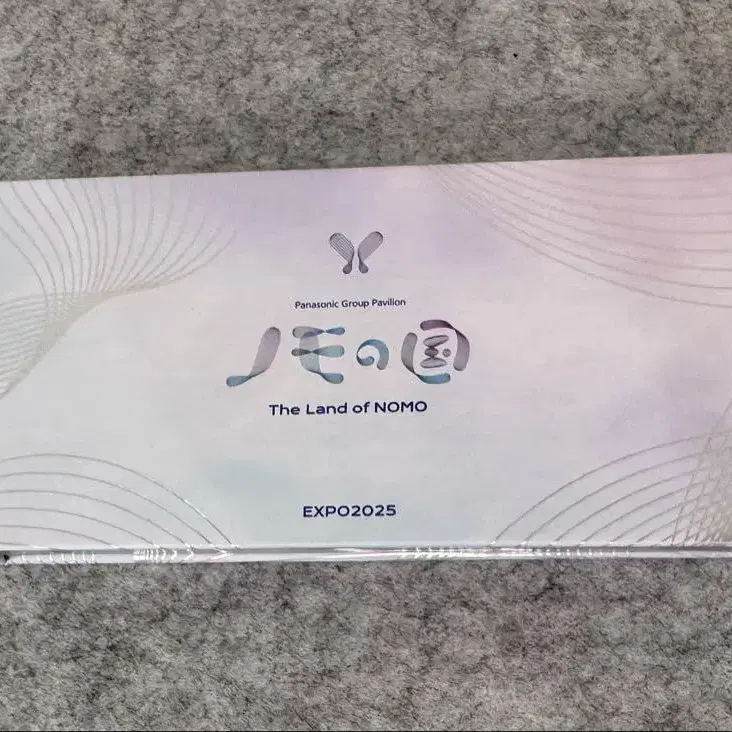 Panasonic Group Pavilion
ノモの国
The Land of NOMO
EXPO2025